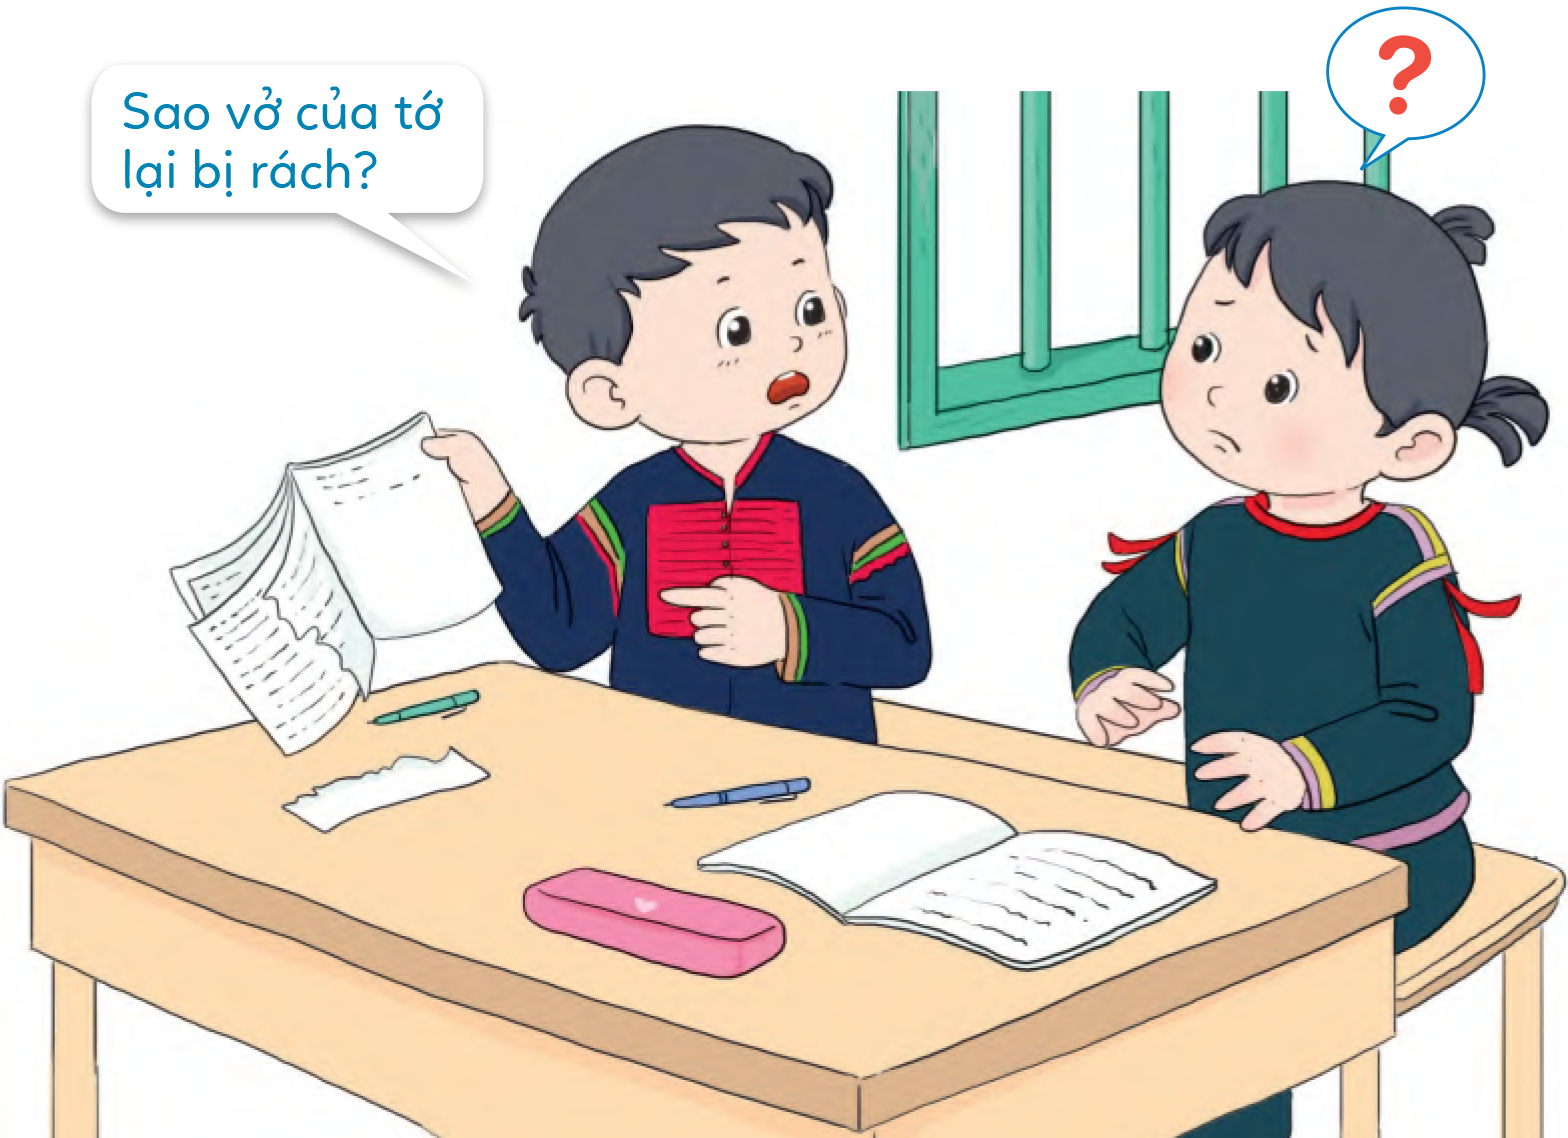 Sao vở của tớ
lại bị rách?
?